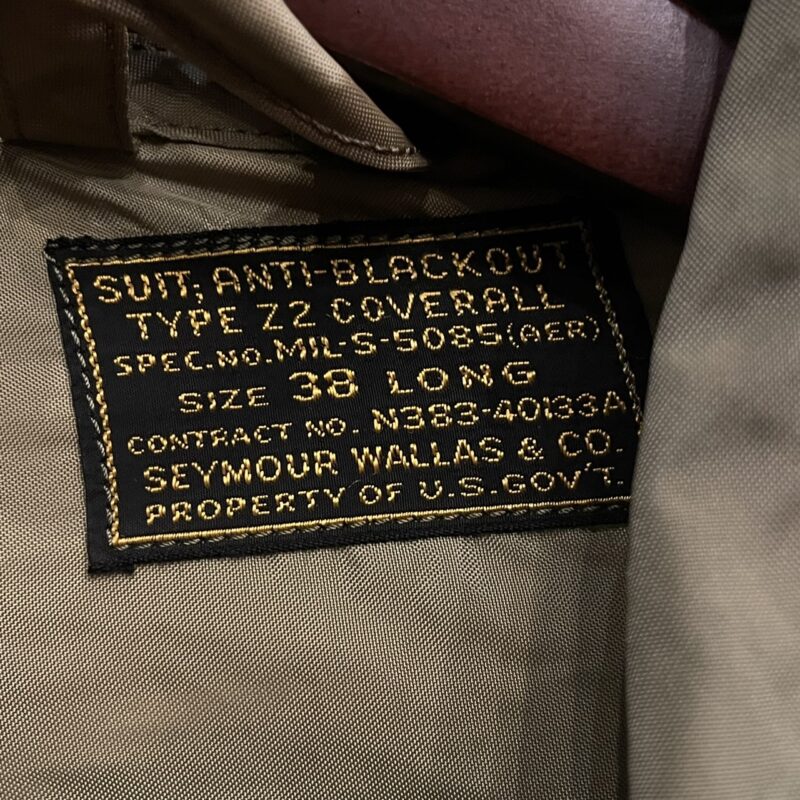 SUIT; ANTI-BLACKOUT
TYPE Z2 COVERALL
SPEC.NO.MIL-S-5085(AER)
SIZE 38 LONG
CONTRACT NO. N383-40133A
SEYMOUR WALLAS & CO.
PROPERTY OF U.S.GOV'T.